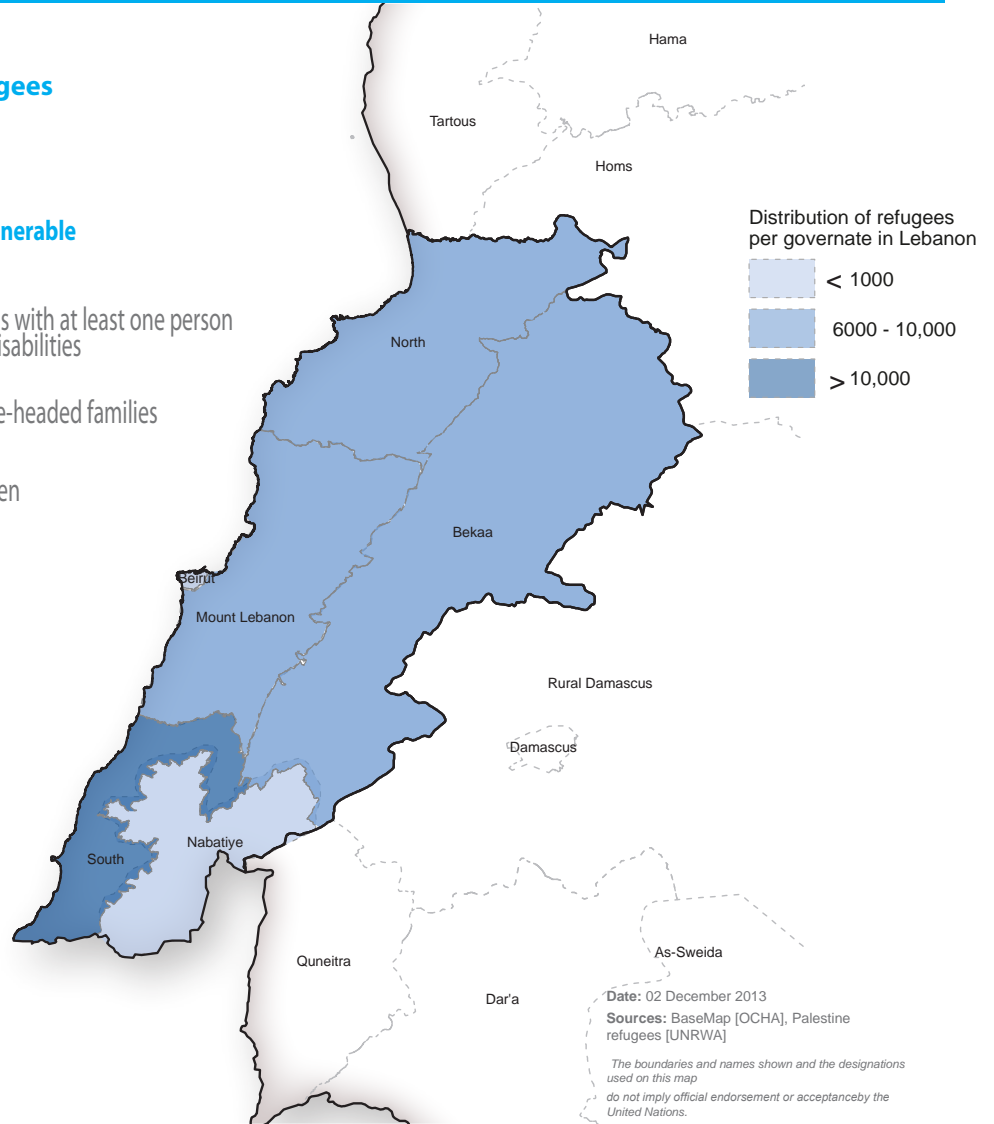 gees
nerable
s with at least one person
isabilities
e-headed families
en
Hama
Tartous
Homs
Distribution of refugees
per governate in Lebanon
< 1000
6000 - 10,000
> 10,000
North
Bekaa
Beirut
Mount Lebanon
Rural Damascus
Damascus
Nabatiye
South
Quneitra
As-Sweida
Dar'a
Date: 02 December 2013
Sources: BaseMap [OCHA], Palestine
refugees [UNRWA]
The boundaries and names shown and the designations
used on this map
do not imply official endorsement or acceptanceby the
United Nations.